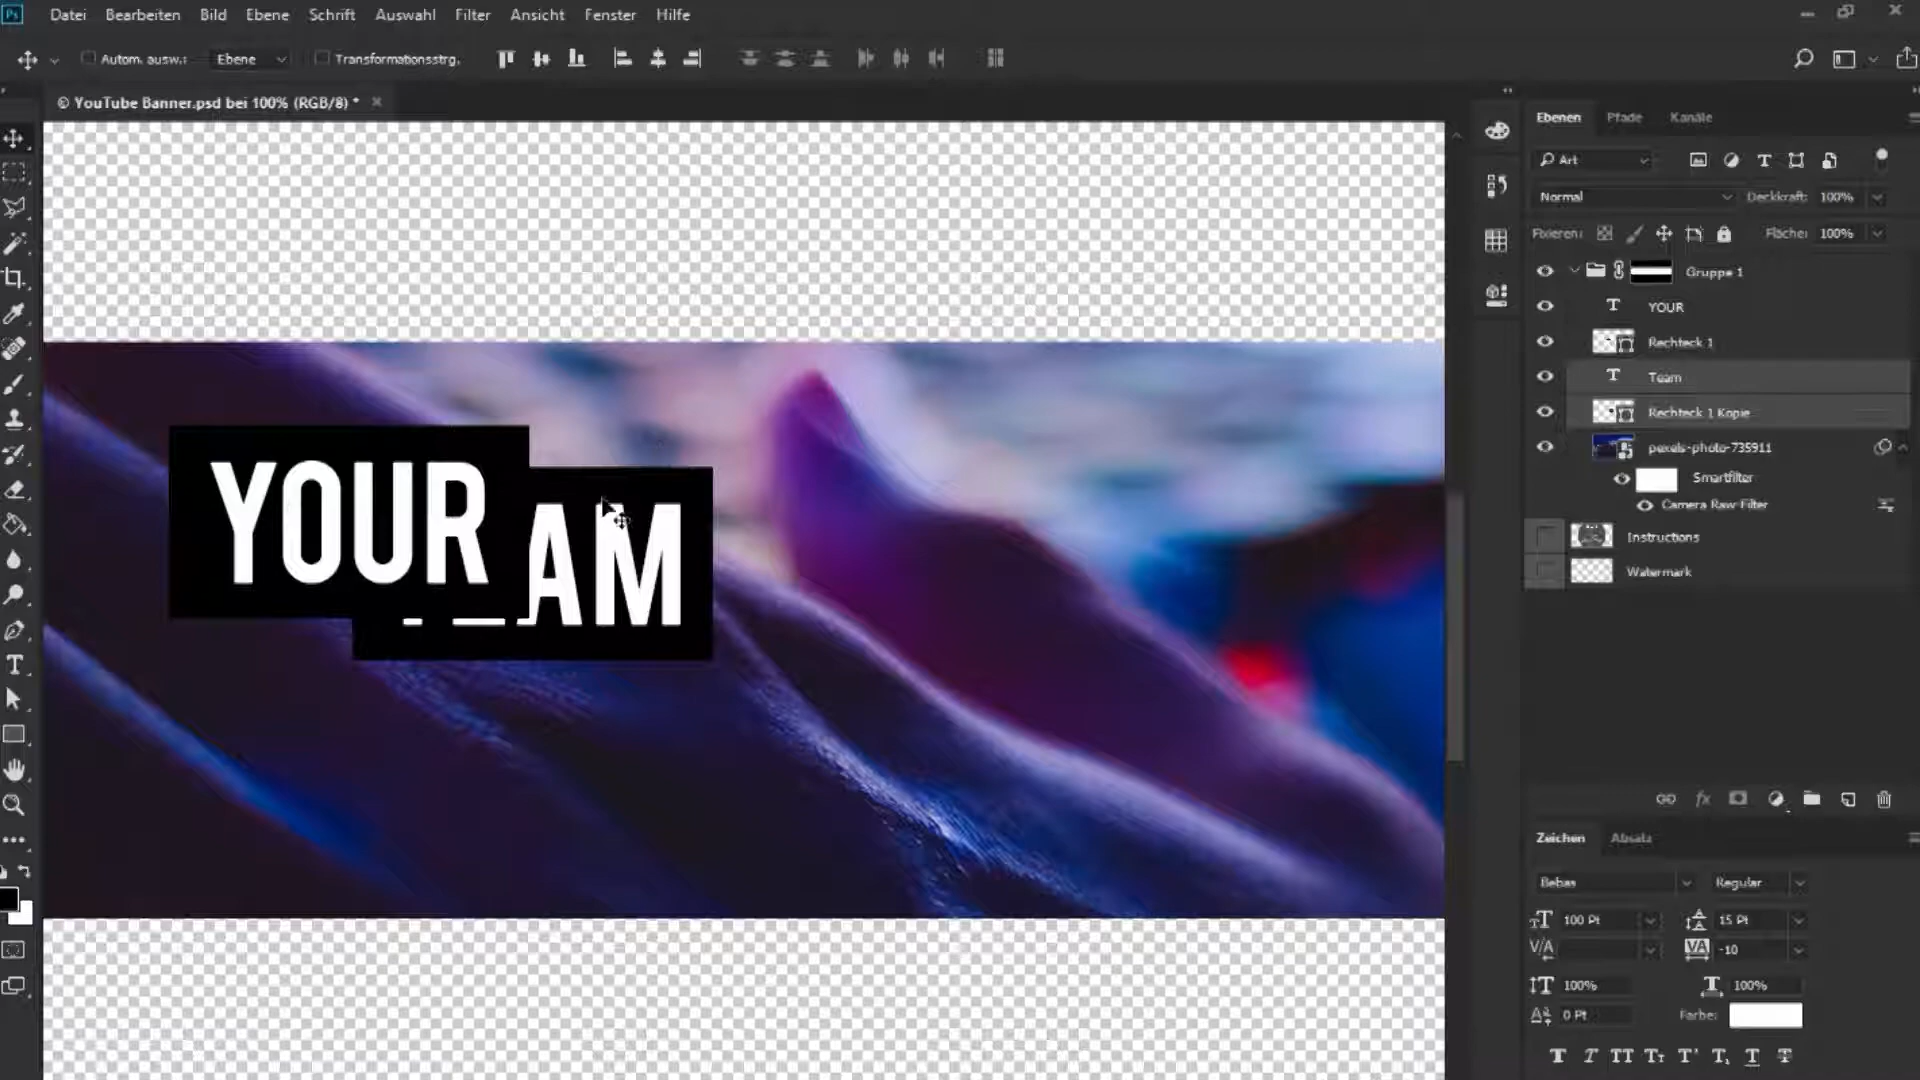 Ps Datei Bearbeiten Bild Ebene Schrift Auswahl Filter Ansicht Fenster Hilfe
Autom. ausw.: Ebene Transformationsstrg.
© YouTube Banner.psd bei 100% (RGB/8) *
Ebenen Pfade Kanäle
Art
Normal Deckkraft: 100%
Fixieren: Fläche: 100%
Gruppe 1
YOUR
Rechteck 1
Team
Rechteck 1 Kopie
pexels-photo-735911
Smartfilter
Camera Raw-Filter
Instructions
Watermark
YOUR
AM
fx
Zeichen Absatz
Bebas Regular
100 Pt 15 Pt
-10
100% 100%
0 Pt Farbe: